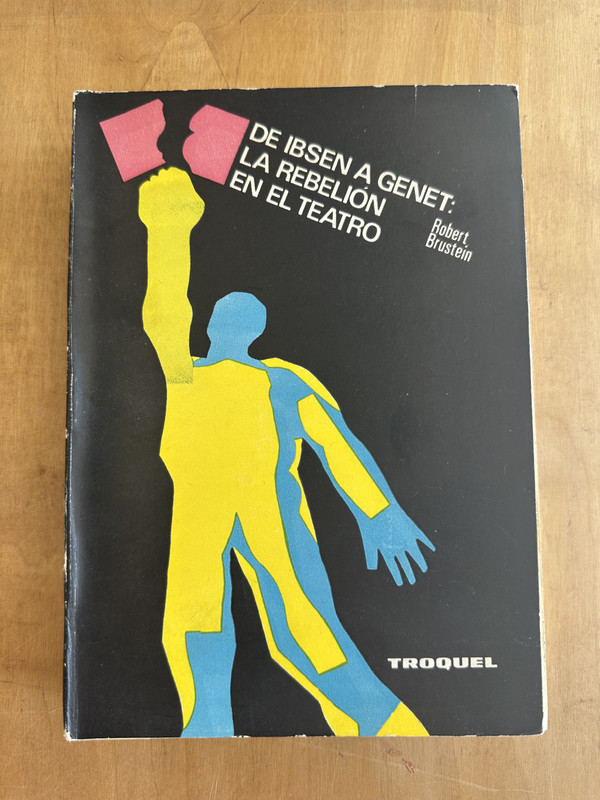 DE IBSEN A GENET:
LA REBELIÓN
EN EL TEATRO
Robert
Brustein
TROQUEL